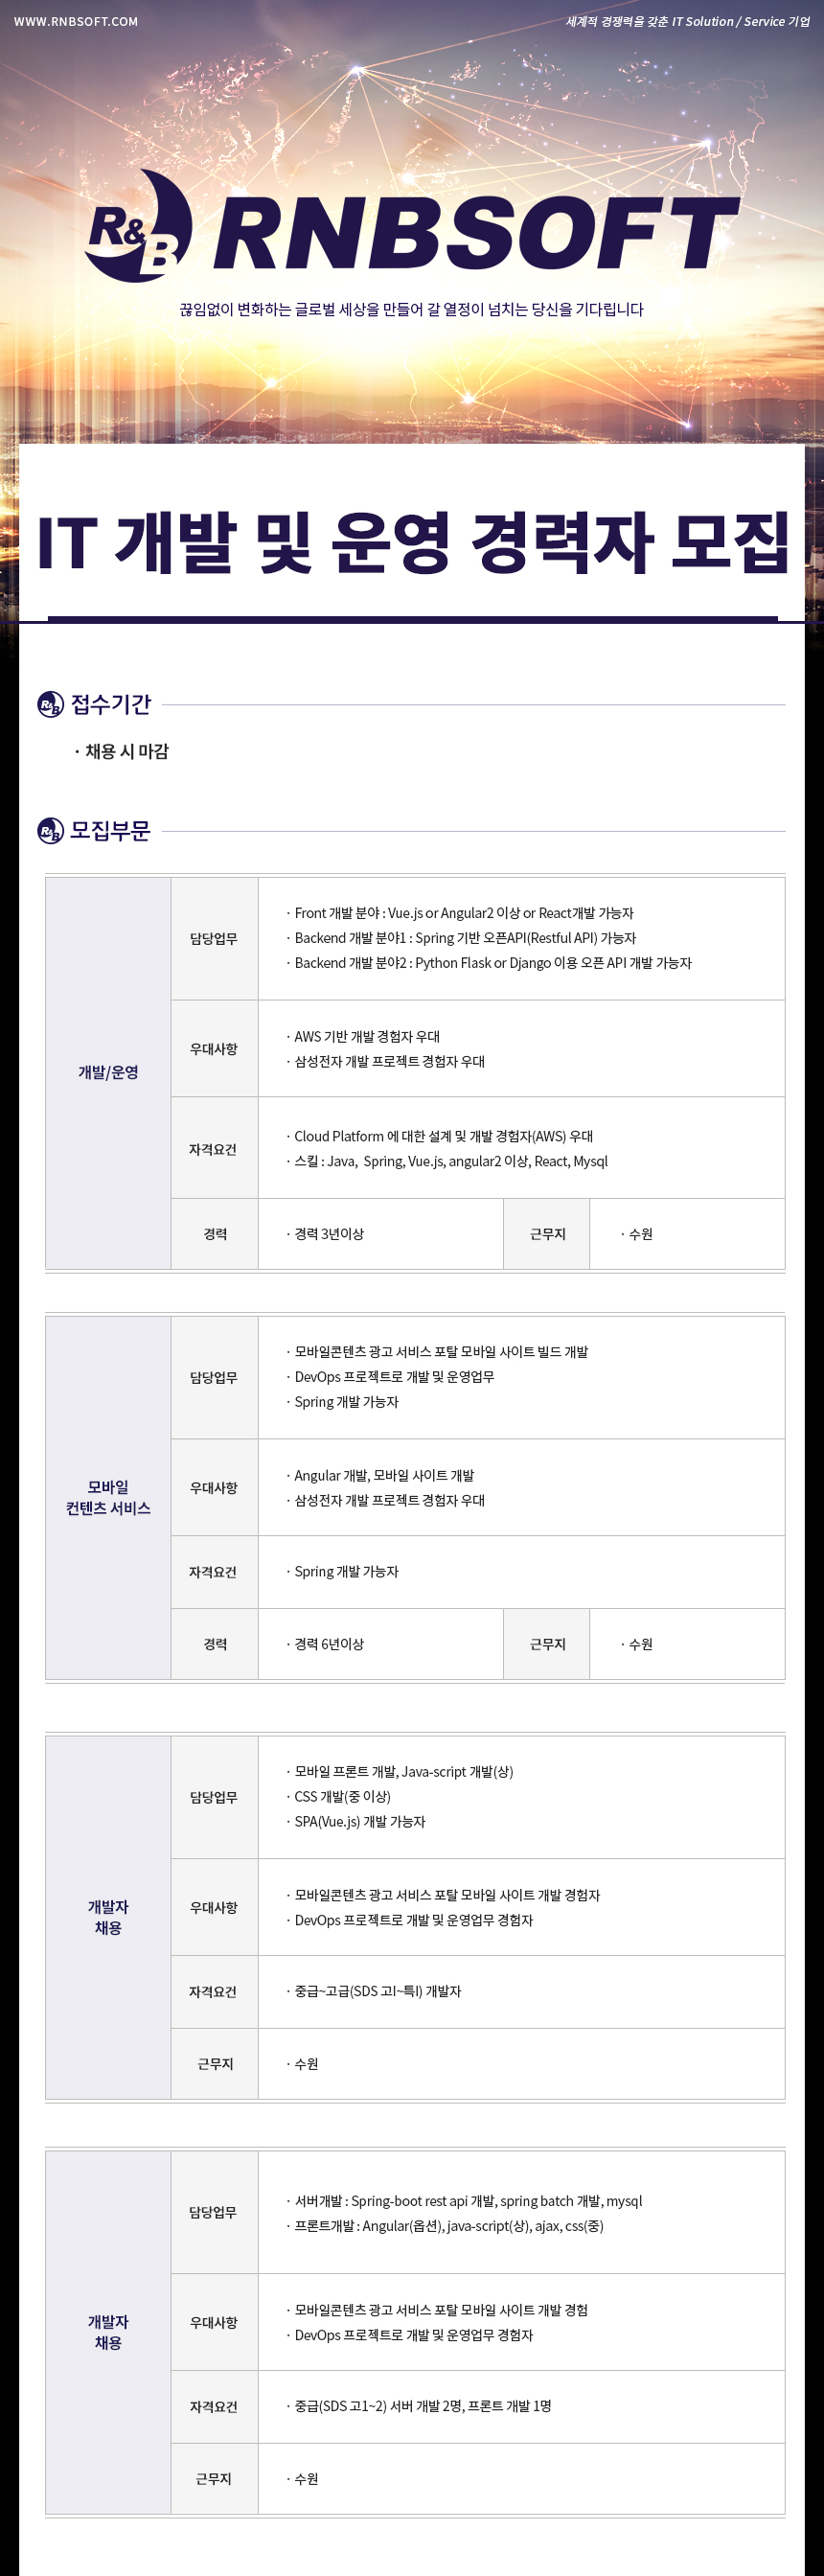 WWW.RNBSOFT.COM
세계적 경쟁력을 갖춘 IT Solution / Service 기업
R&B RNBSOFT
끊임없이 변화하는 글로벌 세상을 만들어 갈 열정이 넘치는 당신을 기다립니다
IT 개발 및 운영 경력자 모집
R&B 접수기간
· 채용 시 마감
R&B 모집부문
개발/운영
담당업무
· Front 개발 분야 : Vue.js or Angular2 이상 or React개발 가능자
· Backend 개발 분야1 : Spring 기반 오픈API(Restful API) 가능자
· Backend 개발 분야2 : Python Flask or Django 이용 오픈 API 개발 가능자
우대사항
· AWS 기반 개발 경험자 우대
· 삼성전자 개발 프로젝트 경험자 우대
자격요건
· Cloud Platform 에 대한 설계 및 개발 경험자(AWS) 우대
· 스킬 : Java, Spring, Vue.js, angular2 이상, React, Mysql
경력
· 경력 3년이상
근무지
· 수원
모바일
컨텐츠 서비스
담당업무
· 모바일콘텐츠 광고 서비스 포탈 모바일 사이트 빌드 개발
· DevOps 프로젝트로 개발 및 운영업무
· Spring 개발 가능자
우대사항
· Angular 개발, 모바일 사이트 개발
· 삼성전자 개발 프로젝트 경험자 우대
자격요건
· Spring 개발 가능자
경력
· 경력 6년이상
근무지
· 수원
개발자
채용
담당업무
· 모바일 프론트 개발, Java-script 개발(상)
· CSS 개발(중 이상)
· SPA(Vue.js) 개발 가능자
우대사항
· 모바일콘텐츠 광고 서비스 포탈 모바일 사이트 개발 경험자
· DevOps 프로젝트로 개발 및 운영업무 경험자
자격요건
· 중급~고급(SDS 고I~특I) 개발자
근무지
· 수원
개발자
채용
담당업무
· 서버개발 : Spring-boot rest api 개발, spring batch 개발, mysql
· 프론트개발 : Angular(옵션), java-script(상), ajax, css(중)
우대사항
· 모바일콘텐츠 광고 서비스 포탈 모바일 사이트 개발 경험
· DevOps 프로젝트로 개발 및 운영업무 경험자
자격요건
· 중급(SDS 고1~2) 서버 개발 2명, 프론트 개발 1명
근무지
· 수원